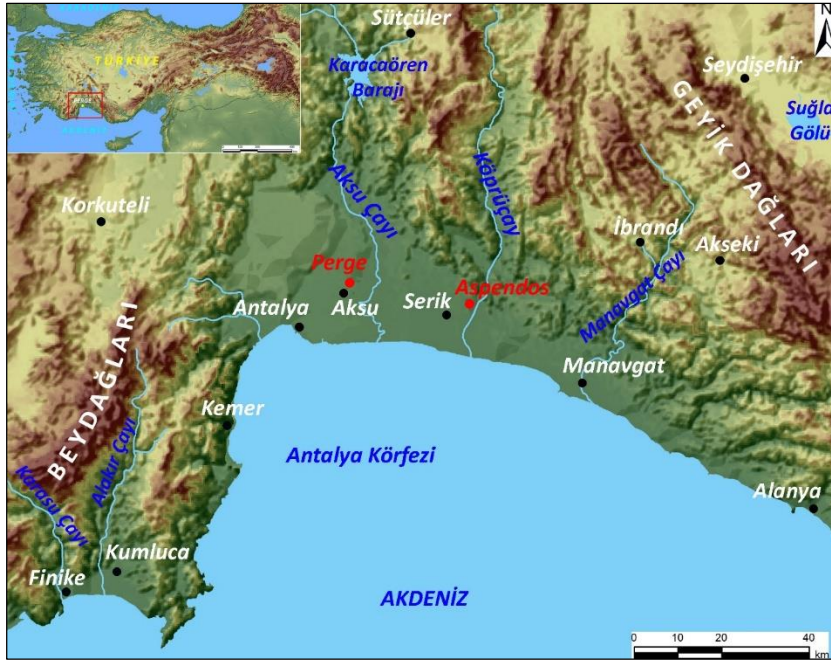 TÜRKİYE
PERGE
N
Sütçüler
Karacaören
Barajı
Seydişehir
Suğla
Gölü
GEYİK DAĞLARI
Korkuteli
Aksu Çayı
Köprüçay
İbrandı
Akseki
Perge
Aspendos
Manavgat Çayı
Antalya
Aksu
Serik
Manavgat
BEYDAĞLARI
Kemer
Alakır Çayı
Karasu Çayı
Antalya Körfezi
Alanya
Kumluca
Finike
AKDENİZ
0 10 20 40
km